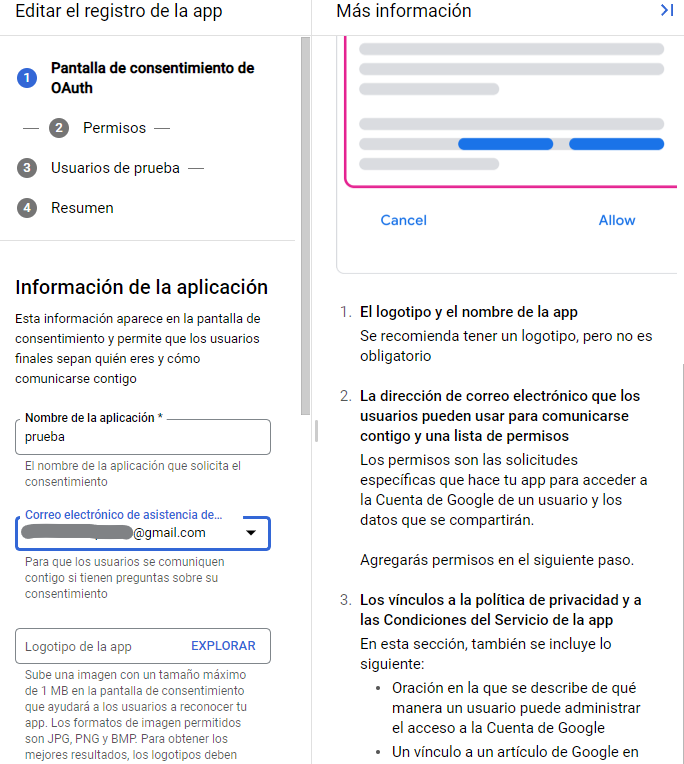 Editar el registro de la app
1
Pantalla de consentimiento de
OAuth
2
Permisos
3
Usuarios de prueba
4
Resumen
Información de la aplicación
Esta información aparece en la pantalla de
consentimiento y permite que los usuarios
finales sepan quién eres y cómo
comunicarse contigo
Nombre de la aplicación *
prueba
El nombre de la aplicación que solicita el
consentimiento
Correo electrónico de asistencia de...
@gmail.com
Para que los usuarios se comuniquen
contigo si tienen preguntas sobre su
consentimiento
Logotipo de la app
EXPLORAR
Sube una imagen con un tamaño máximo
de 1 MB en la pantalla de consentimiento
que ayudará a los usuarios a reconocer tu
app. Los formatos de imagen permitidos
son JPG, PNG y BMP. Para obtener los
mejores resultados, los logotipos deben
Más información
Cancel
Allow
1. El logotipo y el nombre de la app
Se recomienda tener un logotipo, pero no es
obligatorio
2. La dirección de correo electrónico que los
usuarios pueden usar para comunicarse
contigo y una lista de permisos
Los permisos son las solicitudes
específicas que hace tu app para acceder a
la Cuenta de Google de un usuario y los
datos que se compartirán.
Agregarás permisos en el siguiente paso.
3. Los vínculos a la política de privacidad y a
las Condiciones del Servicio de la app
En esta sección, también se incluye lo
siguiente:
• Oración en la que se describe de qué
manera un usuario puede administrar
el acceso a la Cuenta de Google
• Un vínculo a un artículo de Google en